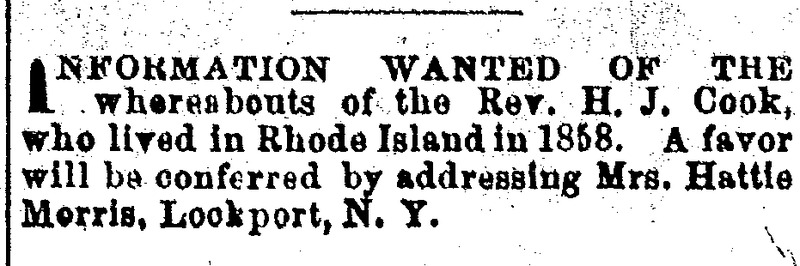 INFORMATION WANTED OF THE
whereabouts of the Rev. H. J. Cook,
who lived in Rhode Island in 1858. A favor
will be conferred by addressing Mrs. Hattie
Morris, Lockport, N. Y.